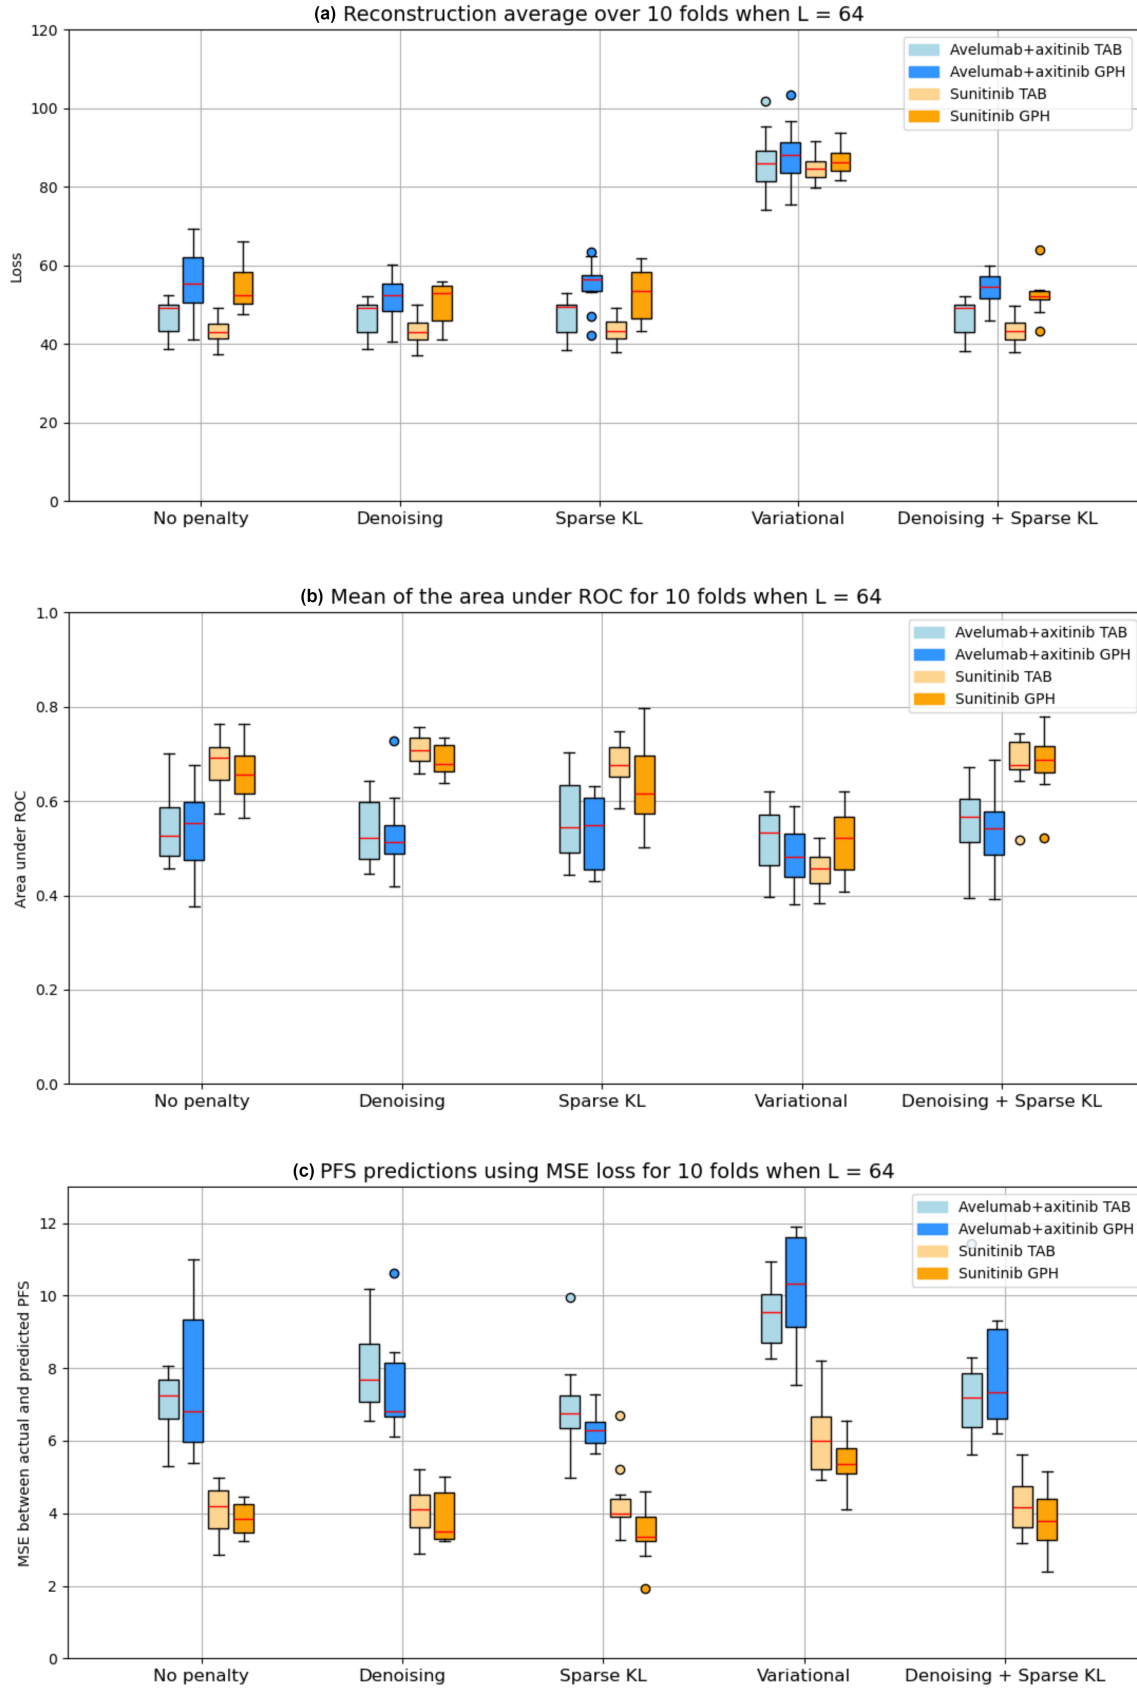 (a) Reconstruction average over 10 folds when L = 64
120
100
80
60
40
20
0
Loss
Avelumab+axitinib TAB
Avelumab+axitinib GPH
Sunitinib TAB
Sunitinib GPH
No penalty Denoising Sparse KL Variational Denoising + Sparse KL
(b) Mean of the area under ROC for 10 folds when L = 64
1.0
0.8
0.6
0.4
0.2
0.0
Area under ROC
Avelumab+axitinib TAB
Avelumab+axitinib GPH
Sunitinib TAB
Sunitinib GPH
No penalty Denoising Sparse KL Variational Denoising + Sparse KL
(c) PFS predictions using MSE loss for 10 folds when L = 64
12
10
8
6
4
2
0
MSE between actual and predicted PFS
Avelumab+axitinib TAB
Avelumab+axitinib GPH
Sunitinib TAB
Sunitinib GPH
No penalty Denoising Sparse KL Variational Denoising + Sparse KL